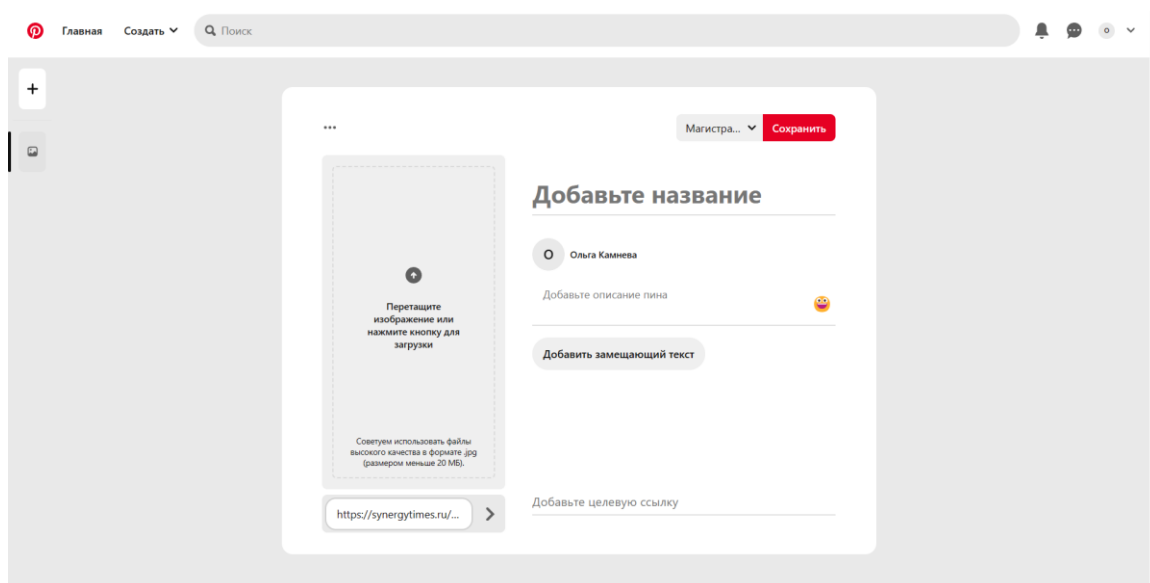 Главная
Создать
Поиск
о
Магистра...
Сохранить
Добавьте название
О
Ольга Камнева
Добавьте описание пина
Добавить замещающий текст
Добавьте целевую ссылку
Перетащите
изображение или
нажмите кнопку для
загрузки
Советуем использовать файлы
высокого качества в формате .jpg
(размером меньше 20 МБ).
https://synergytimes.ru/...